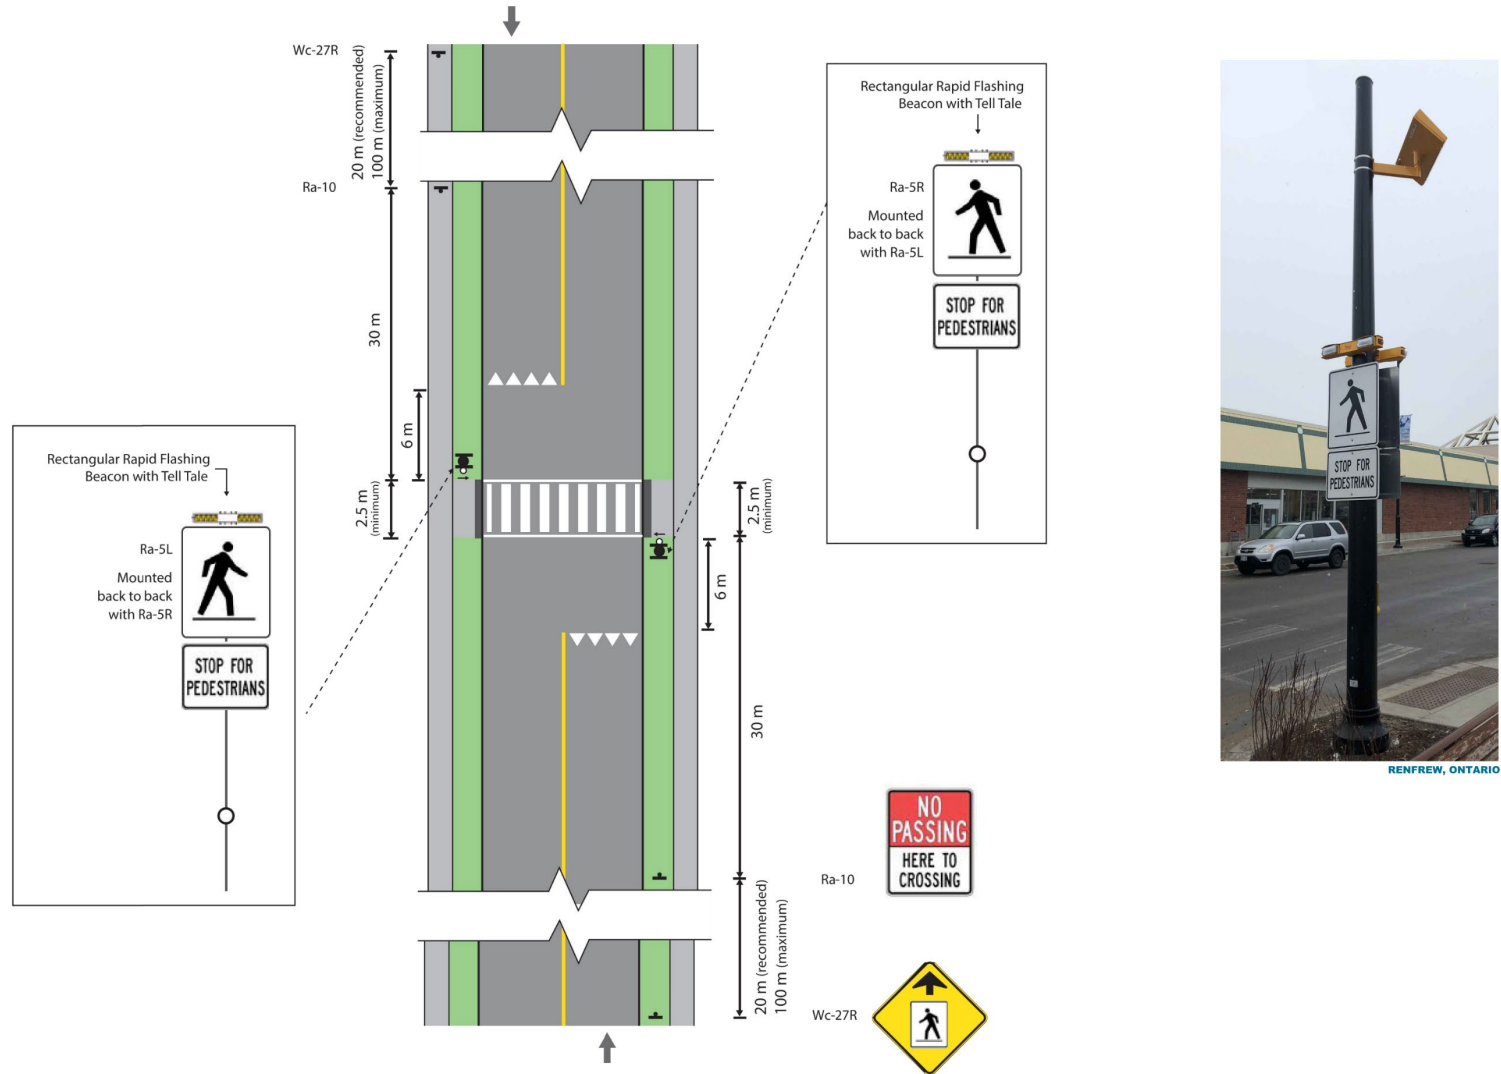 Wc-27R
20 m (recommended)
100 m (maximum)
Ra-10
30 m
6 m
2.5 m
(minimum)
Rectangular Rapid Flashing
Beacon with Tell Tale
Ra-5L
Mounted
back to back
with Ra-5R
STOP FOR
PEDESTRIANS
2.5 m
(minimum)
6 m
30 m
20 m (recommended)
100 m (maximum)
Rectangular Rapid Flashing
Beacon with Tell Tale
Ra-5R
Mounted
back to back
with Ra-5L
STOP FOR
PEDESTRIANS
Ra-10
NO
PASSING
HERE TO
CROSSING
Wc-27R
STOP FOR
PEDESTRIANS
RENFREW, ONTARIO